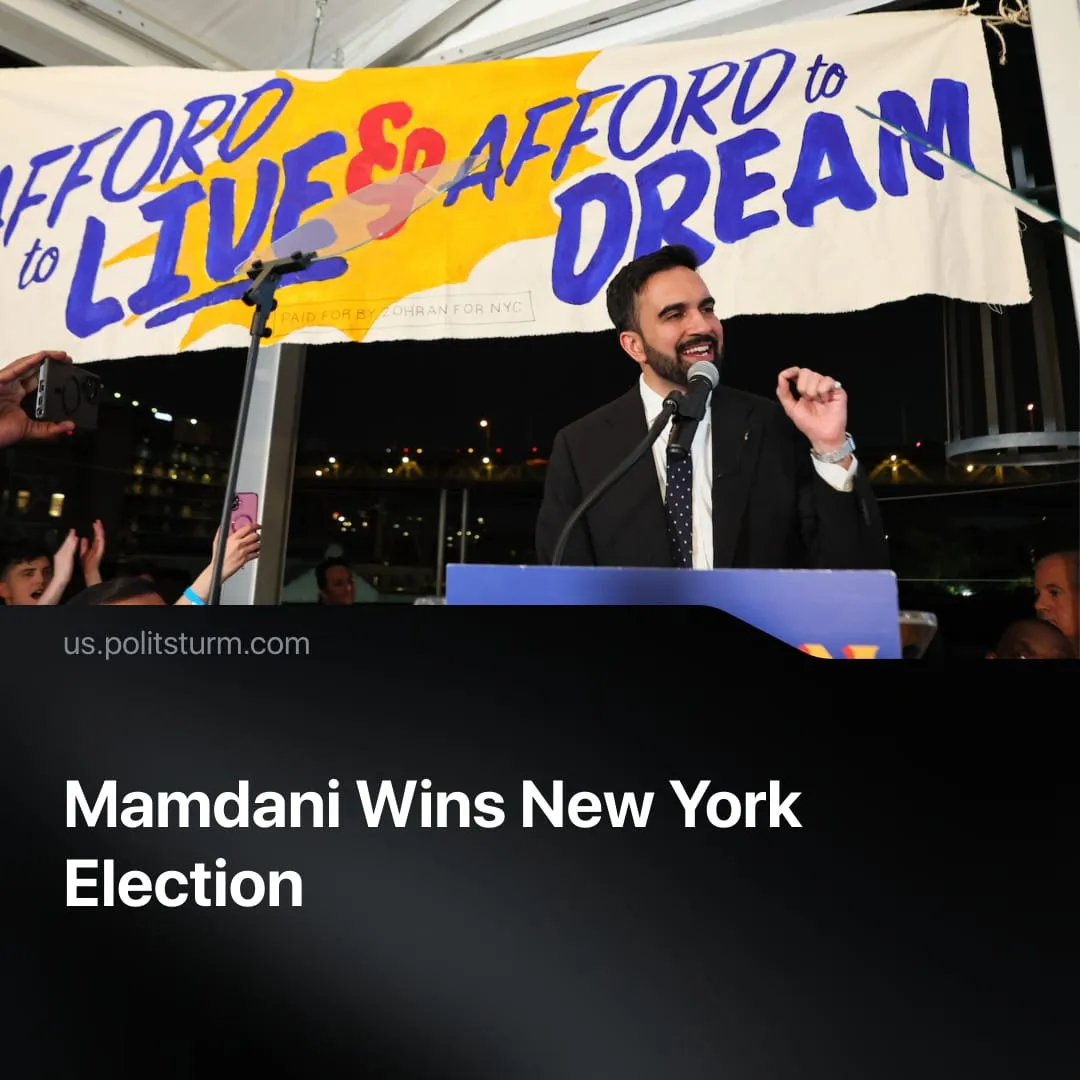 AFFORD
to LIVE &
AFFORD to
DREAM
PAID FOR BY ZOHRAN FOR NYC
us.politsturm.com
Mamdani Wins New York
Election